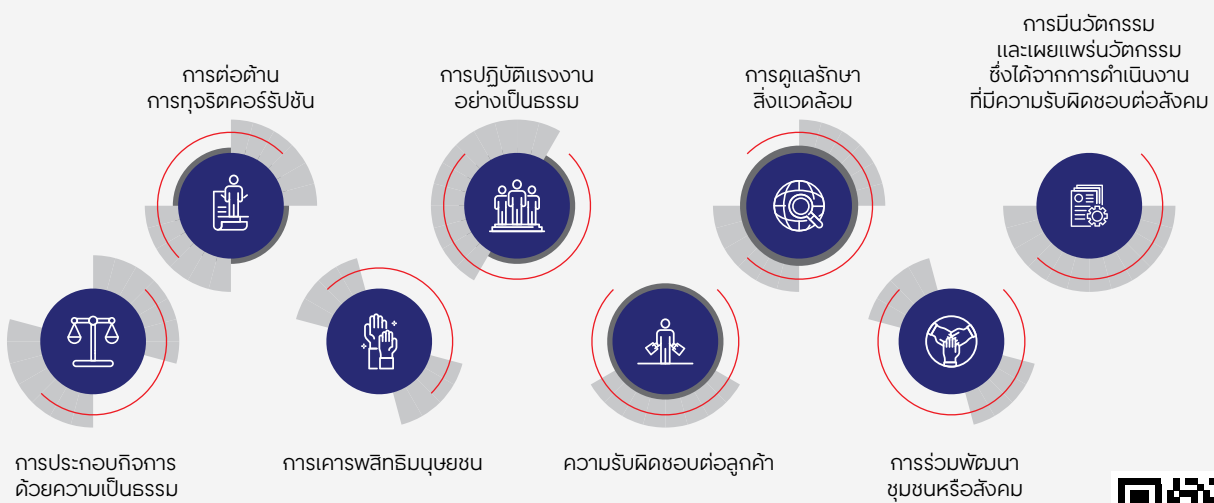 การมีนวัตกรรม
และเผยแพร่นวัตกรรม
ซึ่งได้จากการดำเนินงาน
ที่มีความรับผิดชอบต่อสังคม
การต่อต้าน
การทุจริตคอร์รัปชัน
การปฏิบัติแรงงาน
อย่างเป็นธรรม
การดูแลรักษา
สิ่งแวดล้อม
การประกอบกิจการ
ด้วยความเป็นธรรม
การเคารพสิทธิมนุษยชน
ความรับผิดชอบต่อลูกค้า
การร่วมพัฒนา
ชุมชนหรือสังคม